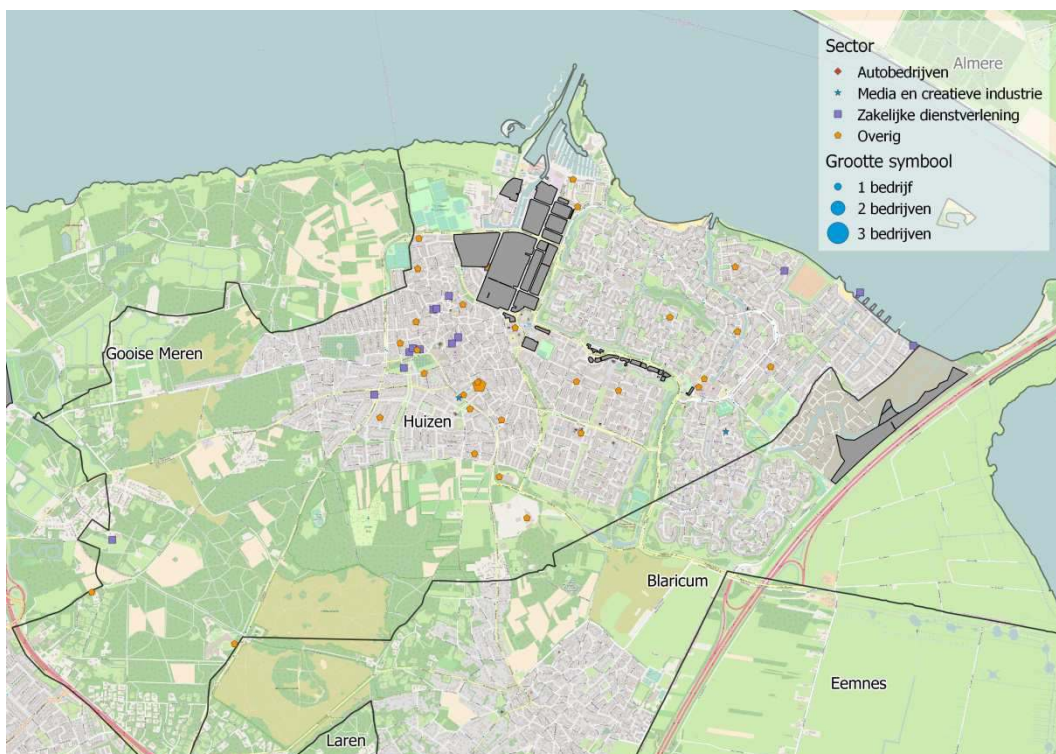 Sector
Autobedrijven
Media en creatieve industrie
Zakelijke dienstverlening
Overig
Grootte symbool
1 bedrijf
2 bedrijven
3 bedrijven
Almere
Gooise Meren
Huizen
Blaricum
Eemnes
Laren